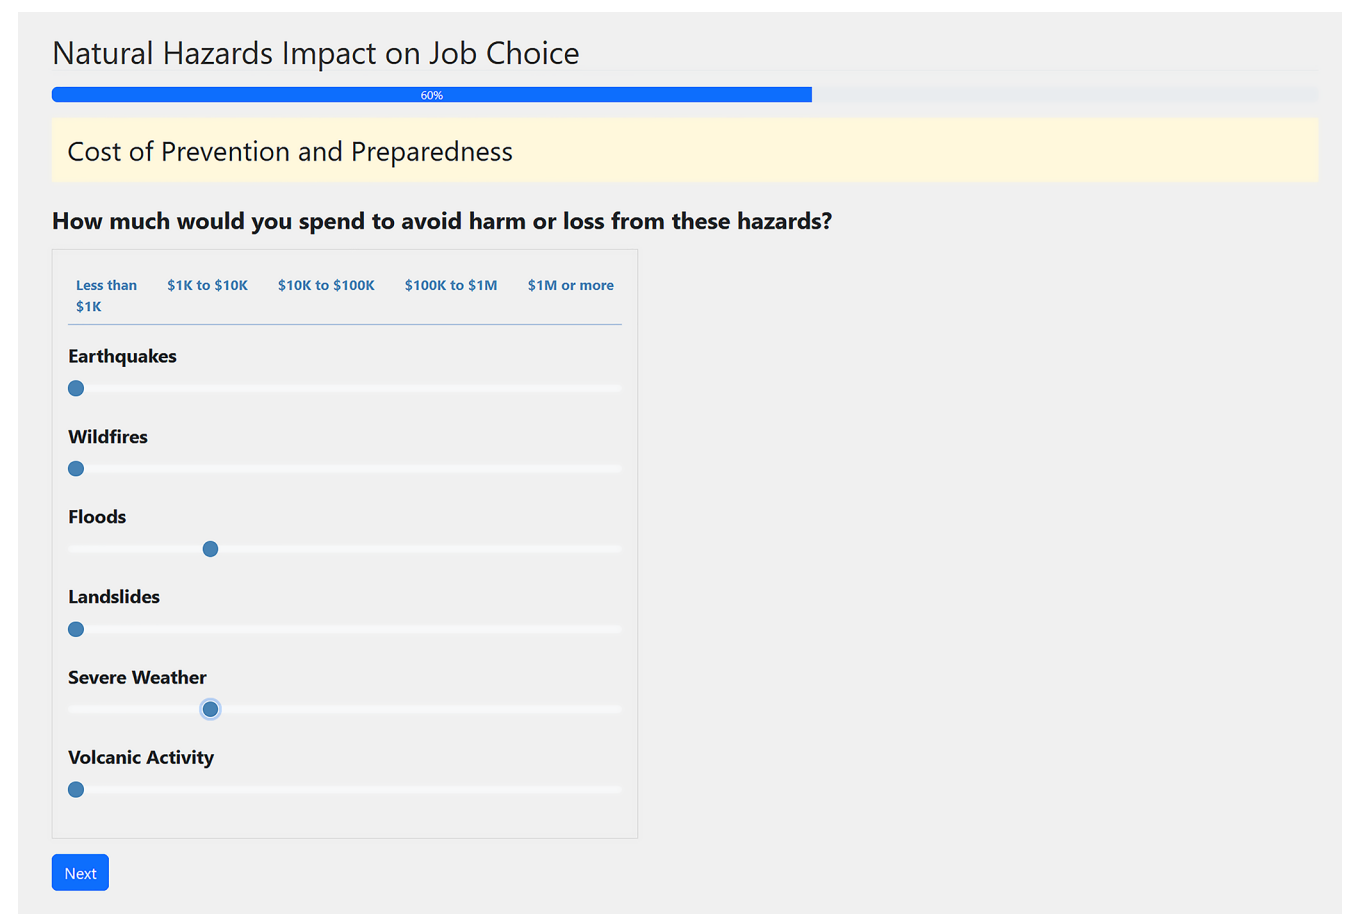 Natural Hazards Impact on Job Choice
60%
Cost of Prevention and Preparedness
How much would you spend to avoid harm or loss from these hazards?
Less than $1K to $10K $10K to $100K $100K to $1M $1M or more
$1K
Earthquakes
Wildfires
Floods
Landslides
Severe Weather
Volcanic Activity
Next